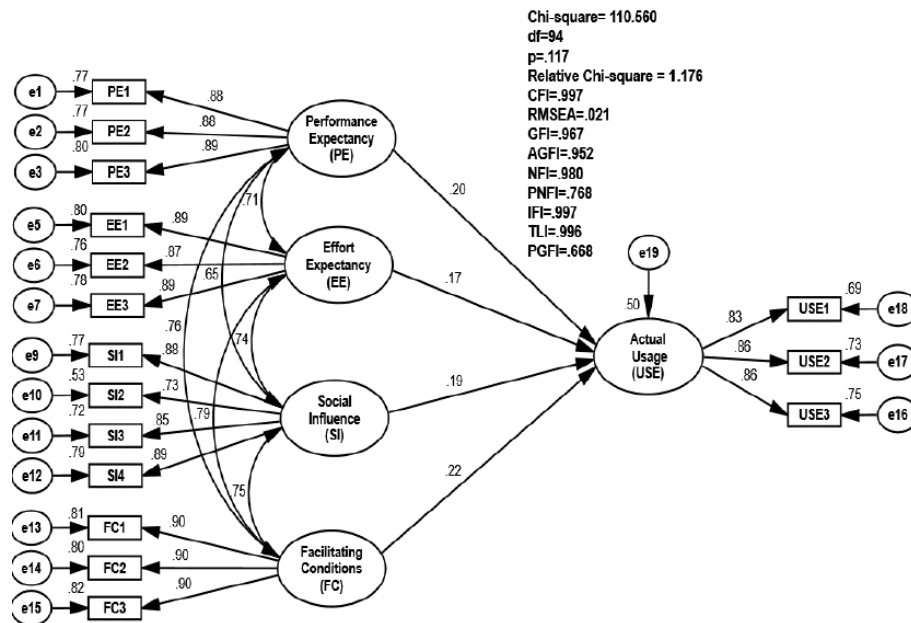 Chi-square= 110.560
df=94
p=.117
Relative Chi-square = 1.176
CFI=.997
RMSEA=.021
GFI=.967
AGFI=.952
NFI=.980
PNFI=.768
IFI=.997
TLI=.996
PGFI=.668
e1
.77
PE1
.88
e2
.77
PE2
.88
e3
.80
PE3
.89
Performance
Expectancy
(PE)
.20
.71
e5
.80
EE1
.89
e6
.76
EE2
.87
e7
.78
EE3
.89
Effort
Expectancy
(EE)
.17
.65
.76
.74
e9
.77
SI1
.88
e10
.53
SI2
.73
e11
.72
SI3
.85
e12
.79
SI4
.89
Social
Influence
(SI)
.19
.79
.75
e13
.81
FC1
.90
e14
.80
FC2
.90
e15
.82
FC3
.90
Facilitating
Conditions
(FC)
.22
e19
.50
Actual
Usage
(USE)
.83
USE1
.69
e18
.86
USE2
.73
e17
.86
USE3
.75
e16